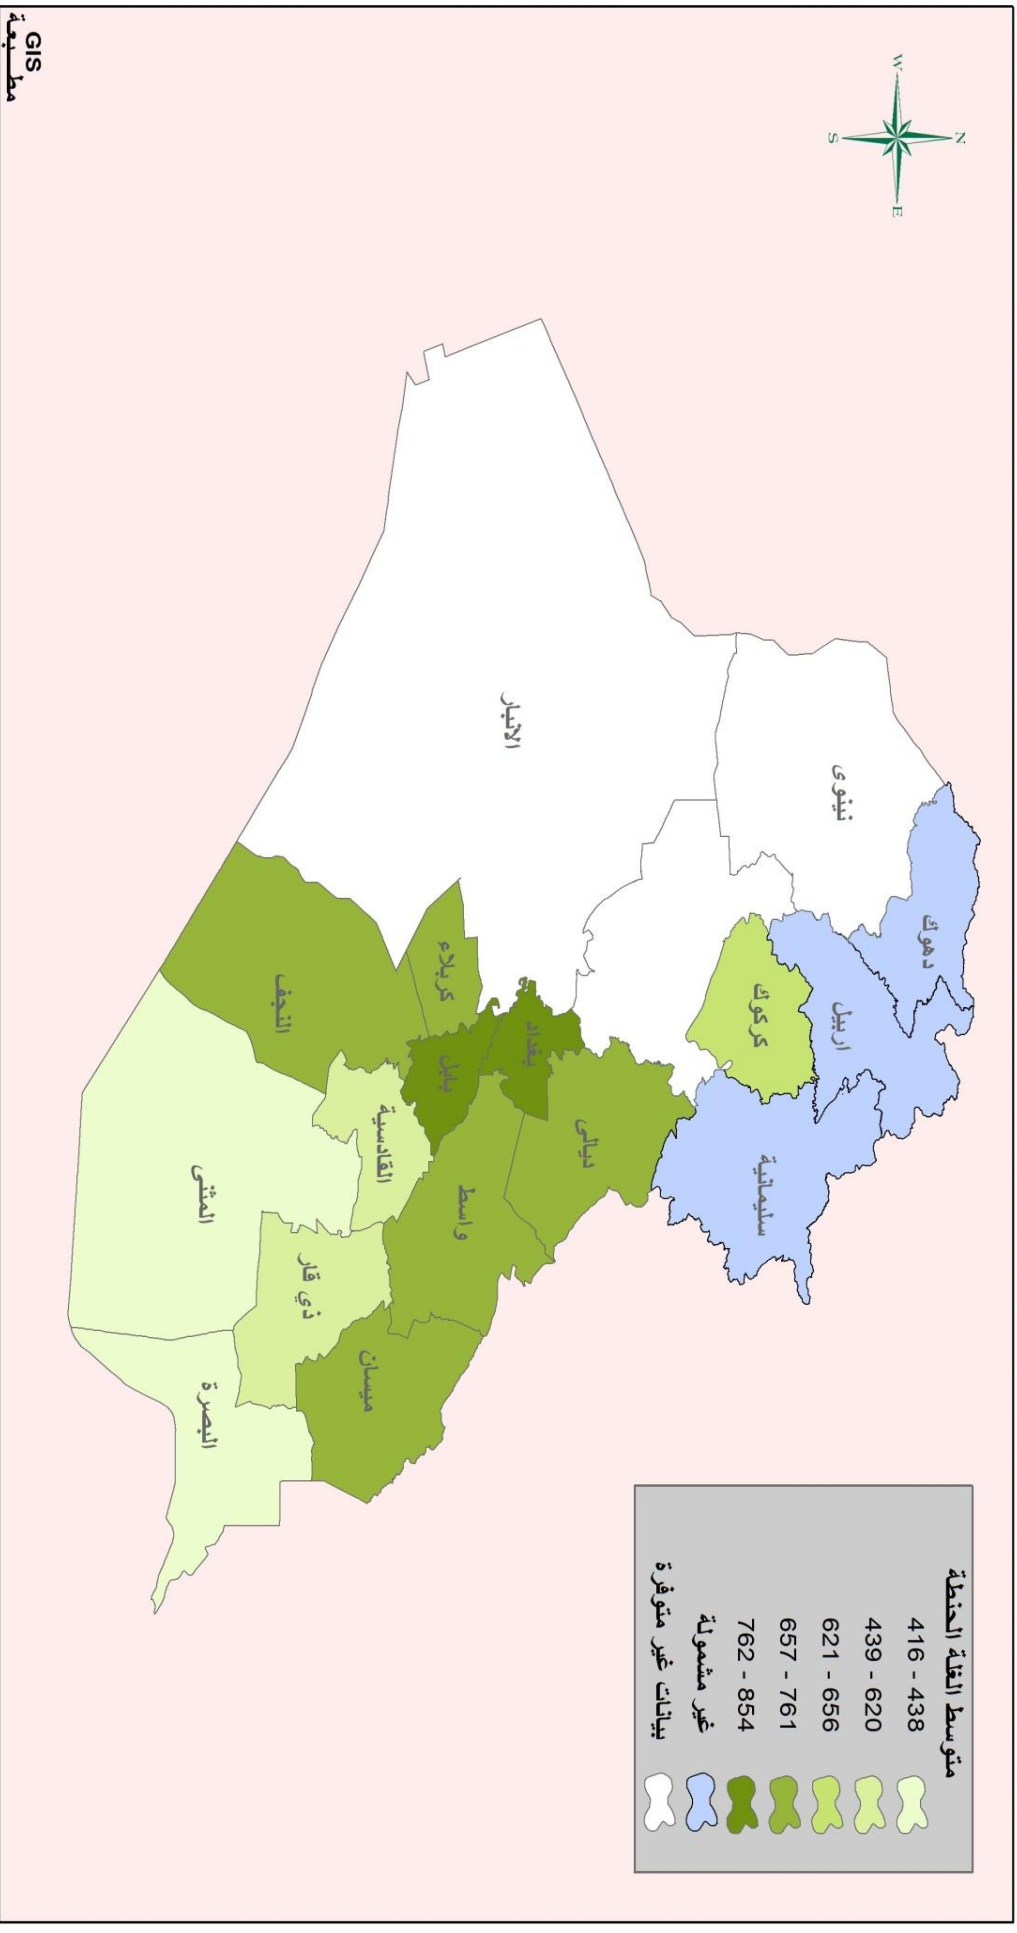 متوسط الغلة الحنطة
416 - 438
439 - 620
621 - 656
657 - 761
762 - 854
غير مشمولة
بيانات غير متوفرة
N
W
E
S
دهوك
نينوى
اربيل
سليمانية
كركوك
ديالى
الانبار
بغداد
كربلاء
بابل
واسط
القادسية
ميسان
النجف
ذي قار
المثنى
البصرة
GIS
مطبعة